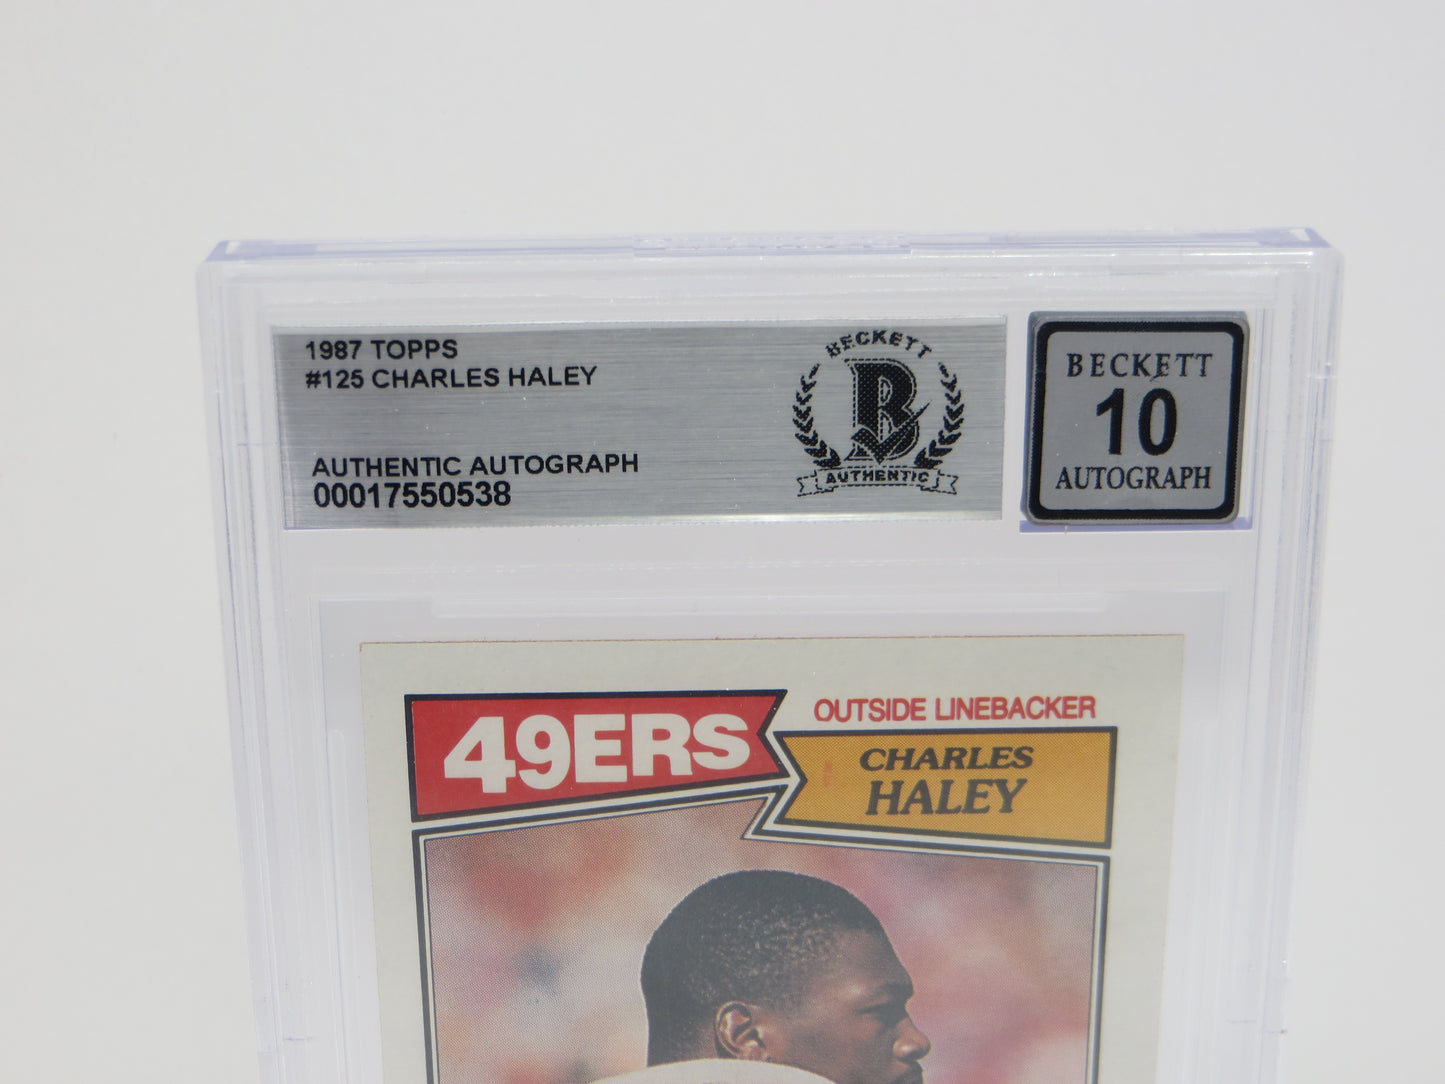 1987 TOPPS
#125 CHARLES HALEY
AUTHENTIC AUTOGRAPH
00017550538
BECKETT
B
AUTHENTIC
BECKETT
10
AUTOGRAPH
49ERS
OUTSIDE LINEBACKER
CHARLES
HALEY